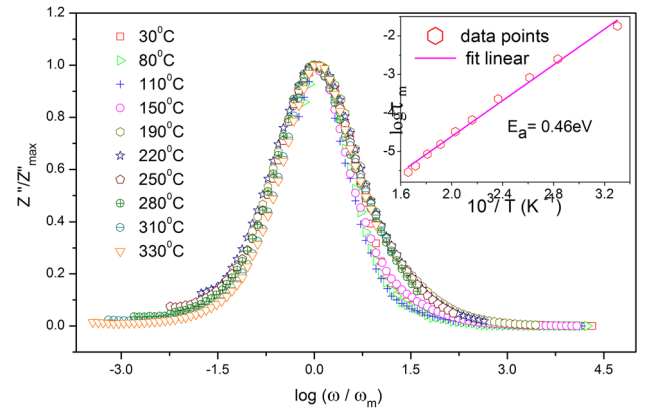 30⁰C
80⁰C
110⁰C
150⁰C
190⁰C
220⁰C
250⁰C
280⁰C
310⁰C
330⁰C
Z''/Z''max
1.0
0.8
0.6
0.4
0.2
0.0
-3.0 -1.5 0.0 1.5 3.0 4.5
log (ω / ωm)
data points
fit linear
Ea= 0.46eV
log τm
-2
-3
-4
-5
1.6 2.0 2.4 2.8 3.2
10³/ T (K⁻¹)